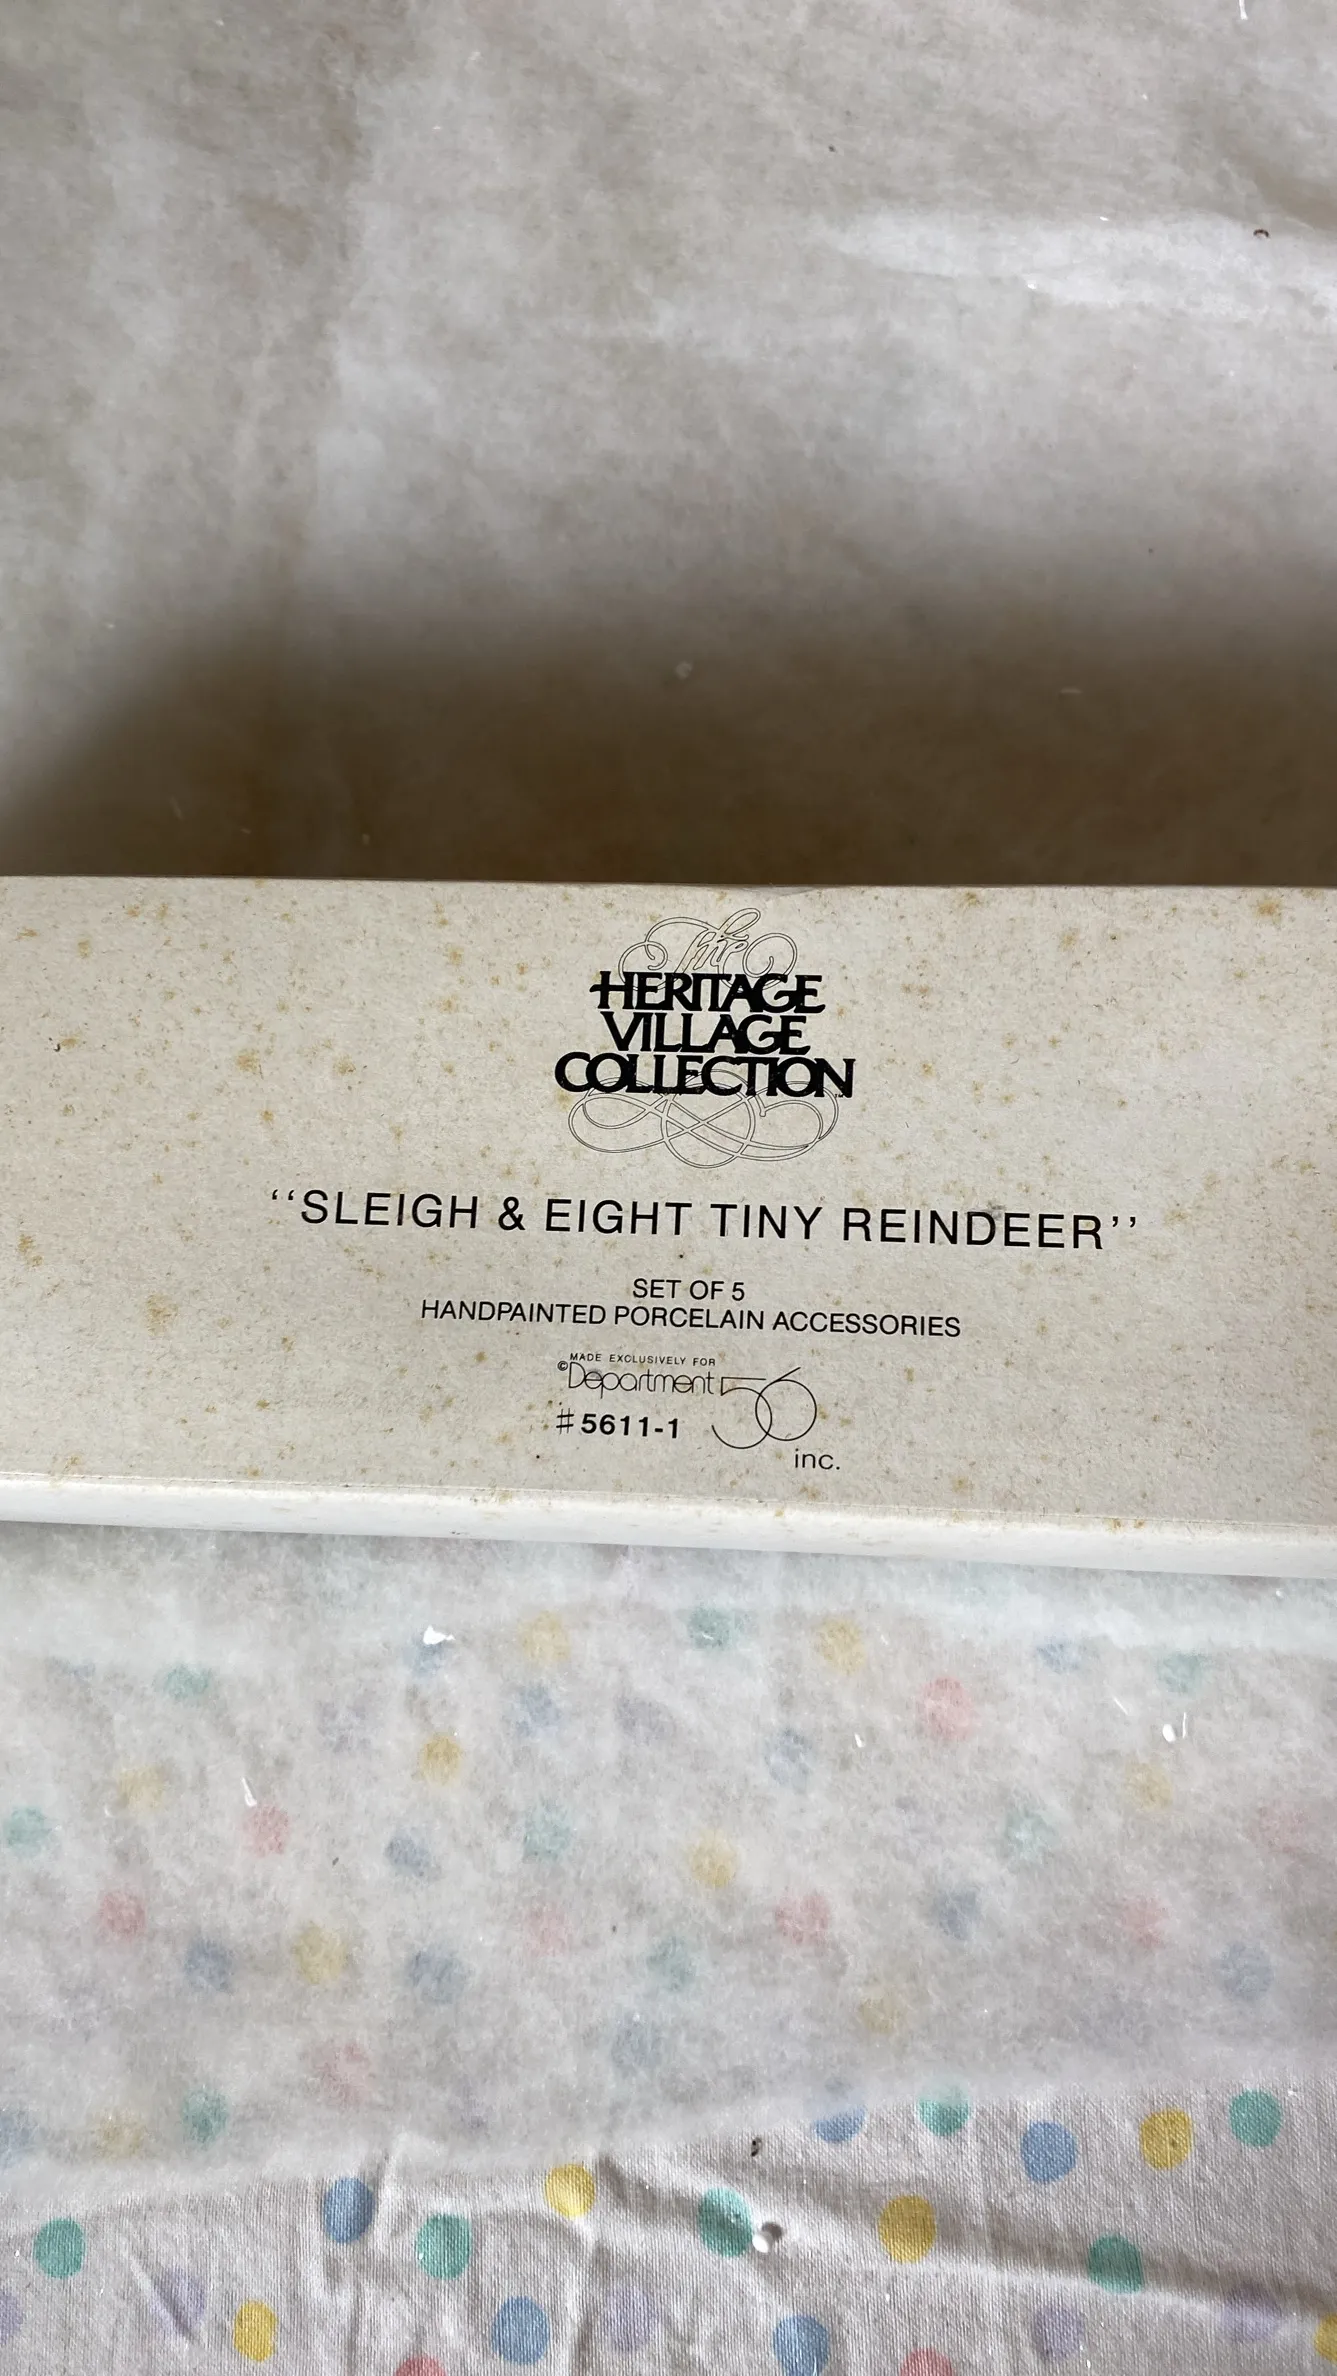 The
HERITAGE
VILLAGE
COLLECTION™
‘‘SLEIGH & EIGHT TINY REINDEER’’
SET OF 5
HANDPAINTED PORCELAIN ACCESSORIES
MADE EXCLUSIVELY FOR
©Department 56
#5611-1
inc.